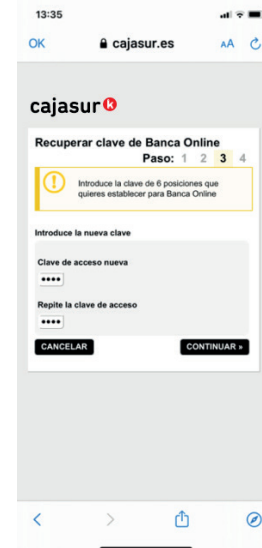 13:35
OK cajasur.es AA
cajasur k
Recuperar clave de Banca Online
Paso: 1 2 3 4
Introduce la clave de 6 posiciones que
quieres establecer para Banca Online
Introduce la nueva clave
Clave de acceso nueva
••••
Repite la clave de acceso
••••
CANCELAR CONTINUAR »